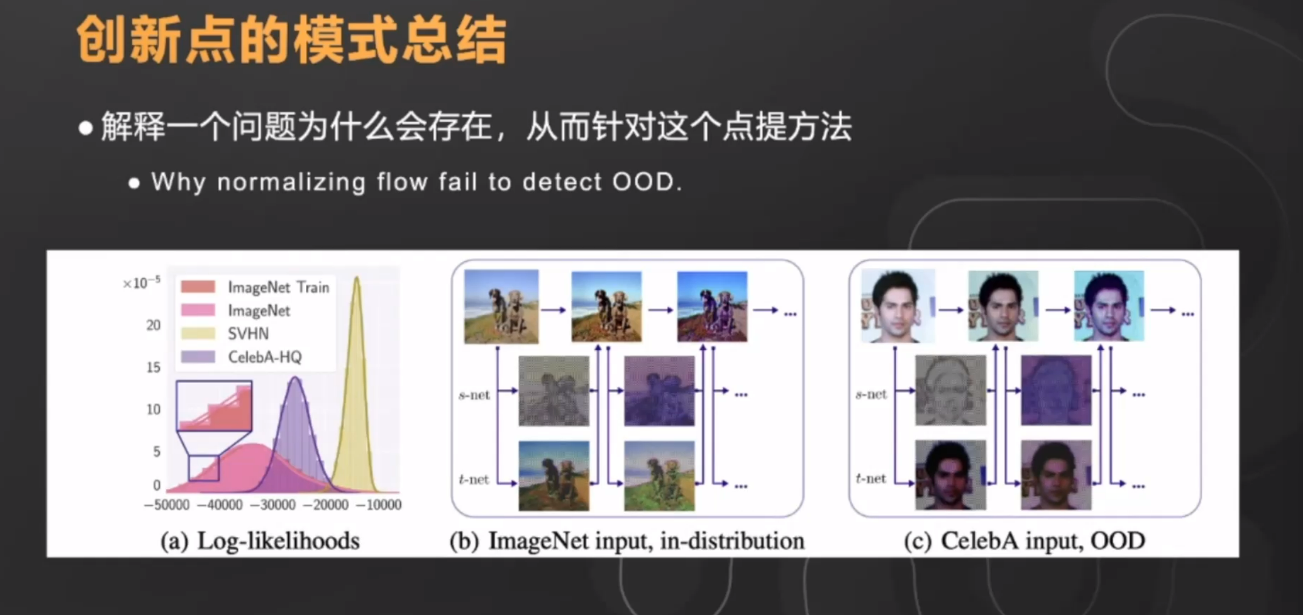 创新点的模式总结
● 解释一个问题为什么会存在，从而针对这个点提方法
● Why normalizing flow fail to detect OOD.
×10⁻⁵
20
15
10
5
0
ImageNet Train
ImageNet
SVHN
CelebA-HQ
−50000 −40000 −30000 −20000 −10000
(a) Log-likelihoods
...
s-net
...
t-net
...
(b) ImageNet input, in-distribution
...
s-net
...
t-net
...
(c) CelebA input, OOD